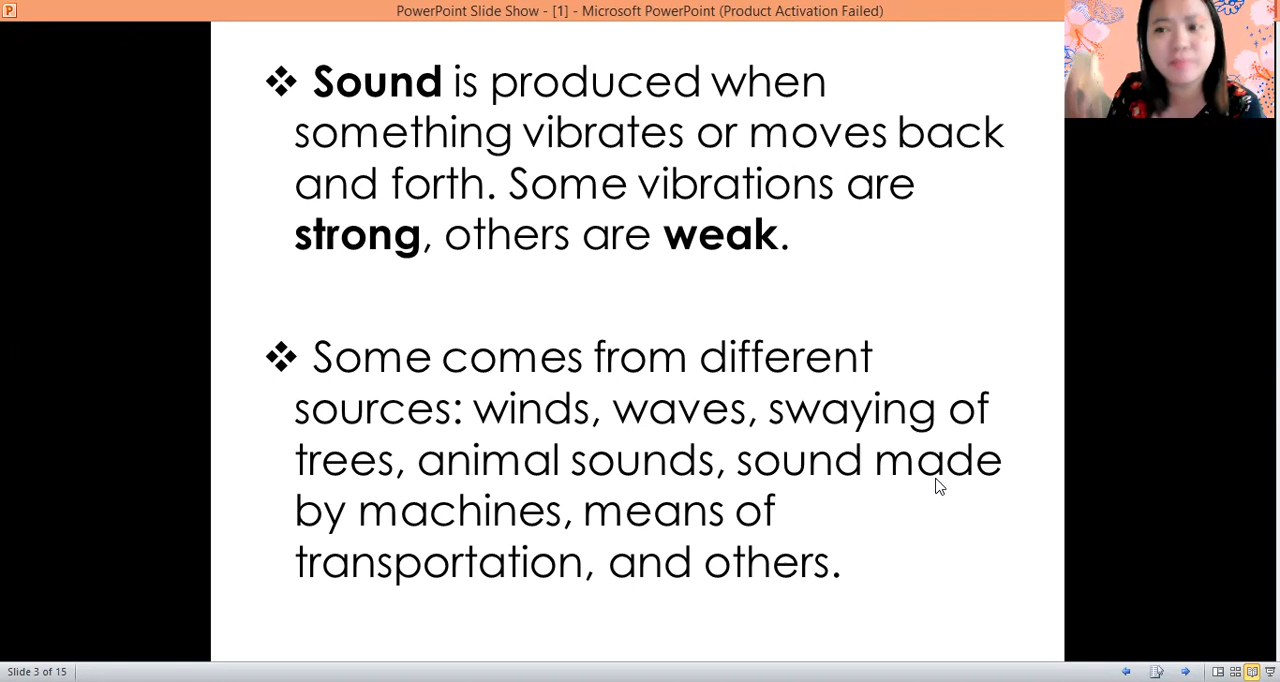 PowerPoint Slide Show - [1] - Microsoft PowerPoint (Product Activation Failed)
❖ Sound is produced when
something vibrates or moves back
and forth. Some vibrations are
strong, others are weak.
❖ Some comes from different
sources: winds, waves, swaying of
trees, animal sounds, sound made
by machines, means of
transportation, and others.
Slide 3 of 15